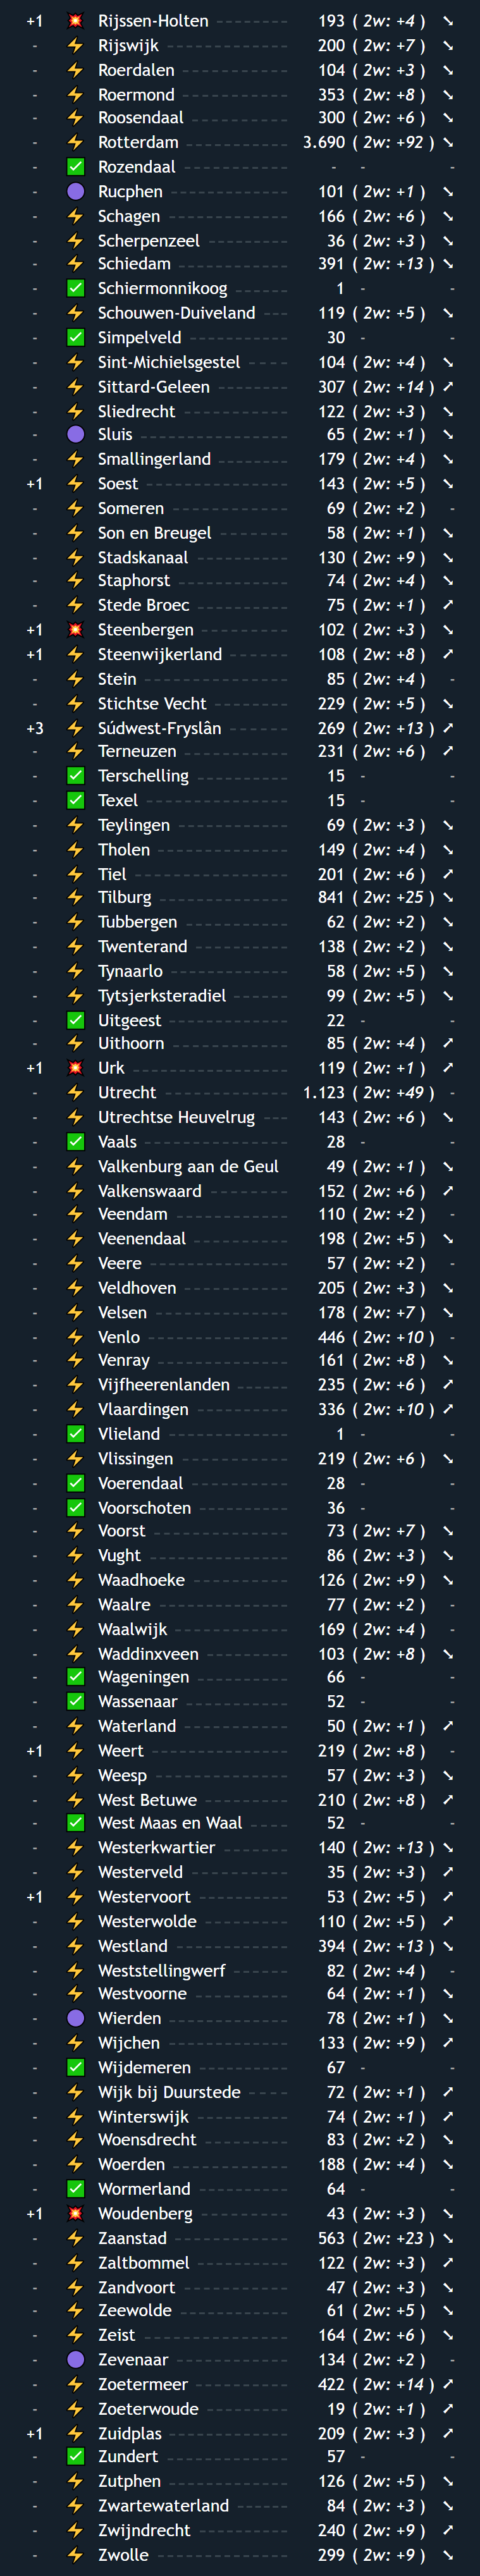 +1 💥 Rijssen-Holten 193 ( 2w: +4 ) ➘
- ⚡ Rijswijk 200 ( 2w: +7 ) ➘
- ⚡ Roerdalen 104 ( 2w: +3 ) ➘
- ⚡ Roermond 353 ( 2w: +8 ) ➘
- ⚡ Roosendaal 300 ( 2w: +6 ) ➘
- ⚡ Rotterdam 3.690 ( 2w: +92 ) ➘
- ✅ Rozendaal - - -
- 🟣 Rucphen 101 ( 2w: +1 ) ➘
- ⚡ Schagen 166 ( 2w: +6 ) ➘
- ⚡ Scherpenzeel 36 ( 2w: +3 ) ➘
- ⚡ Schiedam 391 ( 2w: +13 ) ➘
- ✅ Schiermonnikoog 1 - -
- ⚡ Schouwen-Duiveland 119 ( 2w: +5 ) ➘
- ✅ Simpelveld 30 - -
- ⚡ Sint-Michielsgestel 104 ( 2w: +4 ) ➘
- ⚡ Sittard-Geleen 307 ( 2w: +14 ) ➚
- ⚡ Sliedrecht 122 ( 2w: +3 ) ➘
- 🟣 Sluis 65 ( 2w: +1 ) ➘
- ⚡ Smallingerland 179 ( 2w: +4 ) ➘
+1 ⚡ Soest 143 ( 2w: +5 ) ➘
- ⚡ Someren 69 ( 2w: +2 ) -
- ⚡ Son en Breugel 58 ( 2w: +1 ) ➘
- ⚡ Stadskanaal 130 ( 2w: +9 ) ➘
- ⚡ Staphorst 74 ( 2w: +4 ) ➘
- ⚡ Stede Broec 75 ( 2w: +1 ) ➚
+1 💥 Steenbergen 102 ( 2w: +3 ) ➘
+1 ⚡ Steenwijkerland 108 ( 2w: +8 ) ➚
- ⚡ Stein 85 ( 2w: +4 ) -
- ⚡ Stichtse Vecht 229 ( 2w: +5 ) ➘
+3 ⚡ Súdwest-Fryslân 269 ( 2w: +13 ) ➚
- ⚡ Terneuzen 231 ( 2w: +6 ) ➚
- ✅ Terschelling 15 - -
- ✅ Texel 15 - -
- ⚡ Teylingen 69 ( 2w: +3 ) ➘
- ⚡ Tholen 149 ( 2w: +4 ) ➘
- ⚡ Tiel 201 ( 2w: +6 ) ➚
- ⚡ Tilburg 841 ( 2w: +25 ) ➘
- ⚡ Tubbergen 62 ( 2w: +2 ) ➘
- ⚡ Twenterand 138 ( 2w: +2 ) ➘
- ⚡ Tynaarlo 58 ( 2w: +5 ) ➘
- ⚡ Tytsjerksteradiel 99 ( 2w: +5 ) ➘
- ✅ Uitgeest 22 - -
- ⚡ Uithoorn 85 ( 2w: +4 ) ➚
+1 💥 Urk 119 ( 2w: +1 ) ➚
- ⚡ Utrecht 1.123 ( 2w: +49 ) -
- ⚡ Utrechtse Heuvelrug 143 ( 2w: +6 ) ➘
- ✅ Vaals 28 - -
- ⚡ Valkenburg aan de Geul 49 ( 2w: +1 ) ➘
- ⚡ Valkenswaard 152 ( 2w: +6 ) ➚
- ⚡ Veendam 110 ( 2w: +2 ) -
- ⚡ Veenendaal 198 ( 2w: +5 ) ➘
- ⚡ Veere 57 ( 2w: +2 ) -
- ⚡ Veldhoven 205 ( 2w: +3 ) ➘
- ⚡ Velsen 178 ( 2w: +7 ) ➘
- ⚡ Venlo 446 ( 2w: +10 ) -
- ⚡ Venray 161 ( 2w: +8 ) ➘
- ⚡ Vijfheerenlanden 235 ( 2w: +6 ) ➚
- ⚡ Vlaardingen 336 ( 2w: +10 ) ➚
- ✅ Vlieland 1 - -
- ⚡ Vlissingen 219 ( 2w: +6 ) ➘
- ✅ Voerendaal 28 - -
- ✅ Voorschoten 36 - -
- ⚡ Voorst 73 ( 2w: +7 ) ➘
- ⚡ Vught 86 ( 2w: +3 ) ➘
- ⚡ Waadhoeke 126 ( 2w: +9 ) ➘
- ⚡ Waalre 77 ( 2w: +2 ) -
- ⚡ Waalwijk 169 ( 2w: +4 ) -
- ⚡ Waddinxveen 103 ( 2w: +8 ) ➘
- ✅ Wageningen 66 - -
- ✅ Wassenaar 52 - -
- ⚡ Waterland 50 ( 2w: +1 ) ➚
+1 ⚡ Weert 219 ( 2w: +8 ) -
- ⚡ Weesp 57 ( 2w: +3 ) ➘
- ⚡ West Betuwe 210 ( 2w: +8 ) ➚
- ✅ West Maas en Waal 52 - -
- ⚡ Westerkwartier 140 ( 2w: +13 ) ➘
- ⚡ Westerveld 35 ( 2w: +3 ) ➚
+1 ⚡ Westervoort 53 ( 2w: +5 ) ➚
- ⚡ Westerwolde 110 ( 2w: +5 ) ➚
- ⚡ Westland 394 ( 2w: +13 ) ➘
- ⚡ Weststellingwerf 82 ( 2w: +4 ) -
- ⚡ Westvoorne 64 ( 2w: +1 ) ➘
- 🟣 Wierden 78 ( 2w: +1 ) ➘
- ⚡ Wijchen 133 ( 2w: +9 ) ➚
- ✅ Wijdemeren 67 - -
- ⚡ Wijk bij Duurstede 72 ( 2w: +1 ) ➚
- ⚡ Winterswijk 74 ( 2w: +1 ) ➚
- ⚡ Woensdrecht 83 ( 2w: +2 ) ➘
- ⚡ Woerden 188 ( 2w: +4 ) ➘
- ✅ Wormerland 64 - -
+1 💥 Woudenberg 43 ( 2w: +3 ) ➘
- ⚡ Zaanstad 563 ( 2w: +23 ) ➘
- ⚡ Zaltbommel 122 ( 2w: +3 ) ➚
- ⚡ Zandvoort 47 ( 2w: +3 ) ➘
- ⚡ Zeewolde 61 ( 2w: +5 ) ➘
- ⚡ Zeist 164 ( 2w: +6 ) ➘
- 🟣 Zevenaar 134 ( 2w: +2 ) -
- ⚡ Zoetermeer 422 ( 2w: +14 ) ➚
- ⚡ Zoeterwoude 19 ( 2w: +1 ) ➚
+1 ⚡ Zuidplas 209 ( 2w: +3 ) ➚
- ✅ Zundert 57 - -
- ⚡ Zutphen 126 ( 2w: +5 ) ➘
- ⚡ Zwartewaterland 84 ( 2w: +3 ) ➘
- ⚡ Zwijndrecht 240 ( 2w: +9 ) ➚
- ⚡ Zwolle 299 ( 2w: +9 ) ➘